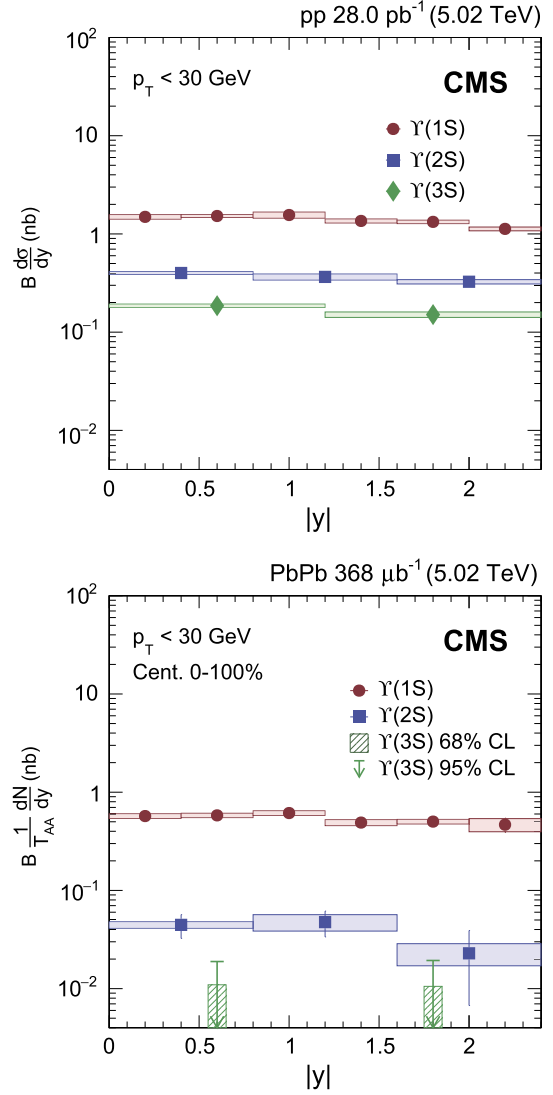 pp 28.0 pb⁻¹ (5.02 TeV)
10²
p_T < 30 GeV
CMS
ϒ(1S)
10
ϒ(2S)
ϒ(3S)
1
B dσ/dy (nb)
10⁻¹
10⁻²
0 0.5 1 1.5 2
|y|
PbPb 368 μb⁻¹ (5.02 TeV)
10²
p_T < 30 GeV
CMS
Cent. 0-100%
ϒ(1S)
10
ϒ(2S)
ϒ(3S) 68% CL
ϒ(3S) 95% CL
1
B 1/T_AA dN/dy (nb)
10⁻¹
10⁻²
0 0.5 1 1.5 2
|y|